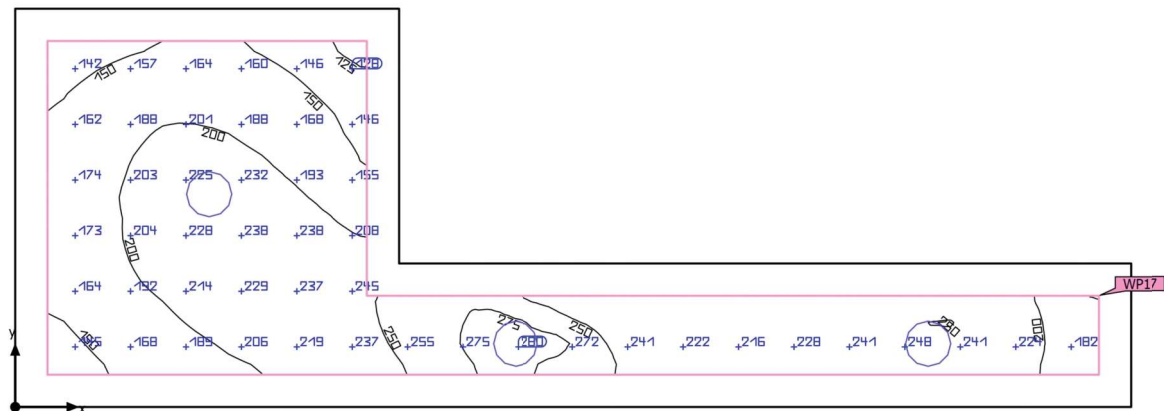 +142 +157 +164 +160 +146 +128
150 125
150
+162 +188 +201 +188 +168 +146
200
+174 +203 +225 +232 +193 +155
+173 +204 +228 +238 +238 +208
200
+164 +192 +214 +229 +237 +245
WP17
150 250 275 250 200
+168 +189 +206 +219 +237 +255 +275 +280 +272 +241 +222 +216 +228 +241 +248 +241 +224 +182
y